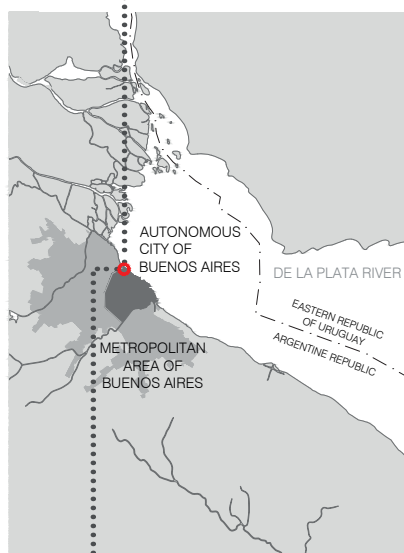 AUTONOMOUS
CITY OF
BUENOS AIRES
DE LA PLATA RIVER
EASTERN REPUBLIC
OF URUGUAY
ARGENTINE REPUBLIC
METROPOLITAN
AREA OF
BUENOS AIRES